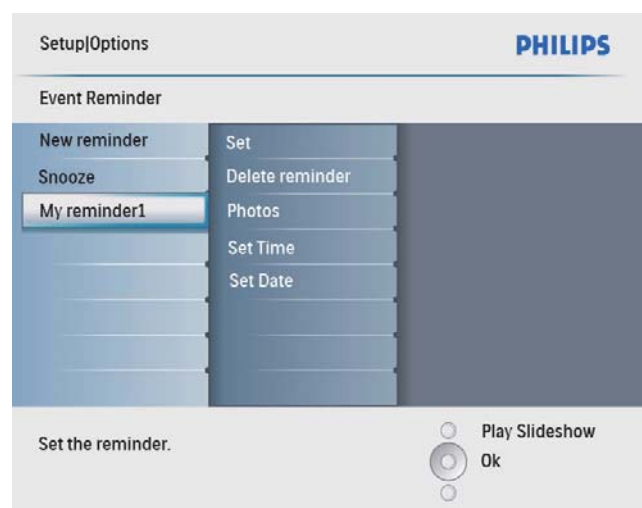 Setup|Options
PHILIPS
Event Reminder
New reminder
Snooze
My reminder1
Set
Delete reminder
Photos
Set Time
Set Date
Set the reminder.
Play Slideshow
Ok